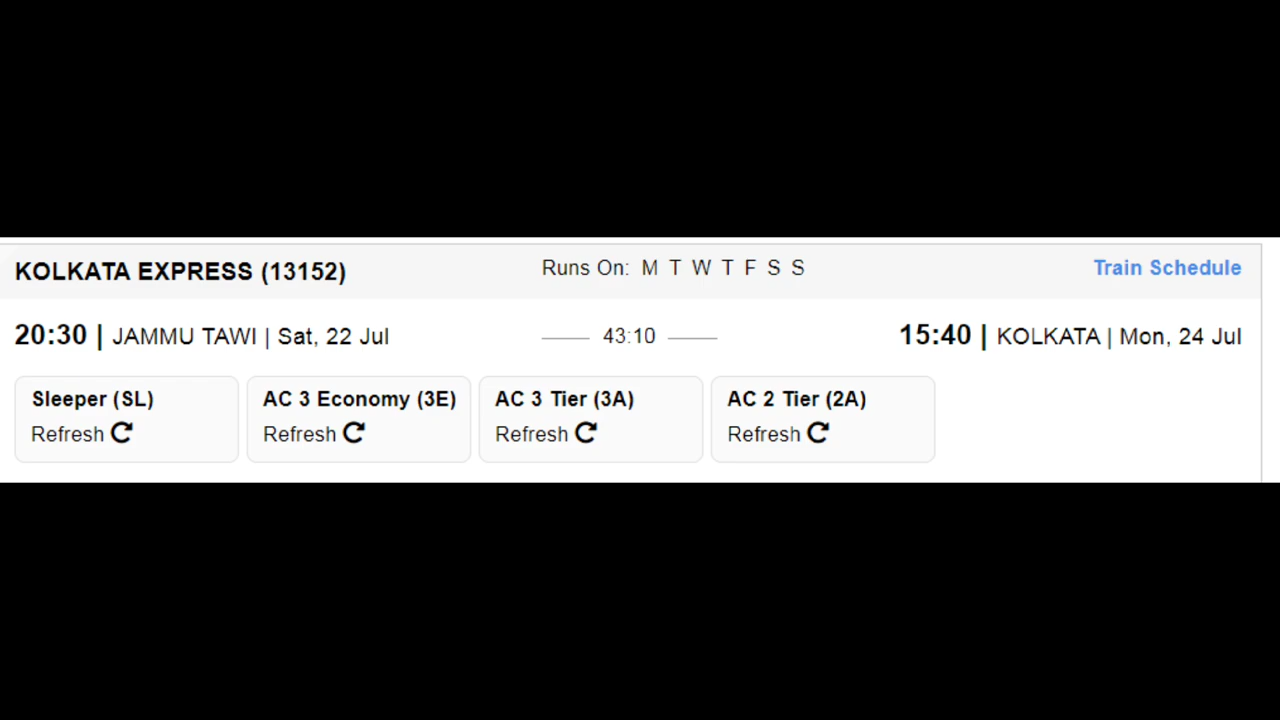 KOLKATA EXPRESS (13152) Runs On: M T W T F S S Train Schedule
20:30 | JAMMU TAWI | Sat, 22 Jul 43:10 15:40 | KOLKATA | Mon, 24 Jul
Sleeper (SL) AC 3 Economy (3E) AC 3 Tier (3A) AC 2 Tier (2A)
Refresh Refresh Refresh Refresh